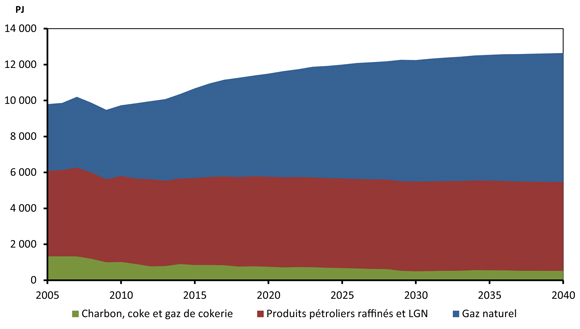 PJ
14 000
12 000
10 000
8 000
6 000
4 000
2 000
0
2005 2010 2015 2020 2025 2030 2035 2040
Charbon, coke et gaz de cokerie Produits pétroliers raffinés et LGN Gaz naturel